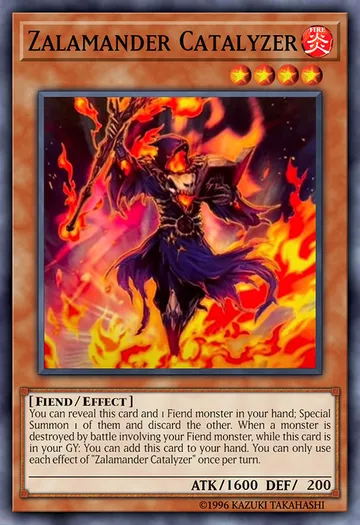 ZALAMANDER CATALYZER
FIRE
炎
[ FIEND / EFFECT ]
You can reveal this card and 1 Fiend monster in your hand; Special
Summon 1 of them and discard the other. When a monster is
destroyed by battle involving your Fiend monster, while this card is
in your GY: You can add this card to your hand. You can only use
each effect of "Zalamander Catalyzer" once per turn.
ATK/1600 DEF/ 200
©1996 KAZUKI TAKAHASHI